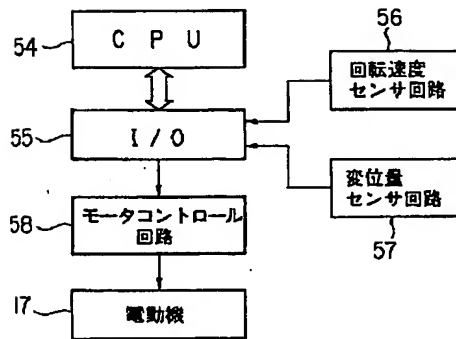 54
CPU
56
回転速度
センサ回路
55
I/O
変位量
センサ回路
57
58
モータコントロール
回路
17
電動機